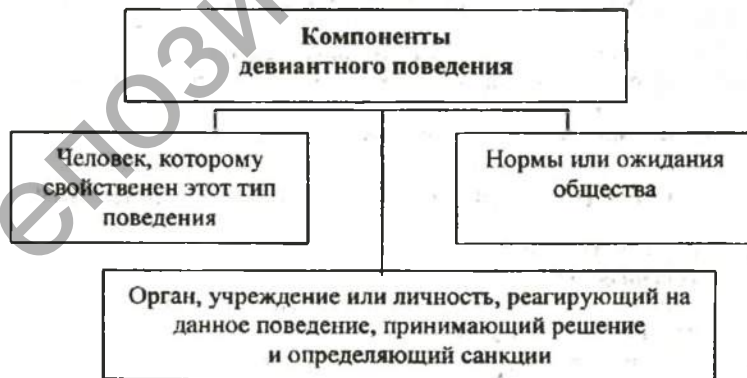 Компоненты
девиантного поведения
Человек, которому
свойственен этот тип
поведения
Нормы или ожидания
общества
Орган, учреждение или личность, реагирующий на
данное поведение, принимающий решение
и определяющий санкции
епози